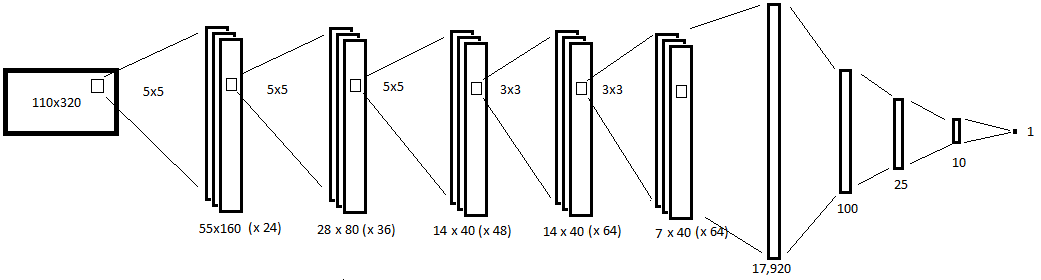 110x320
5x5
5x5
5x5
3x3
3x3
55x160 (x 24)
28 x 80 (x 36)
14 x 40 (x 48)
14 x 40 (x 64)
7 x 40 (x 64)
17,920
100
25
10
1